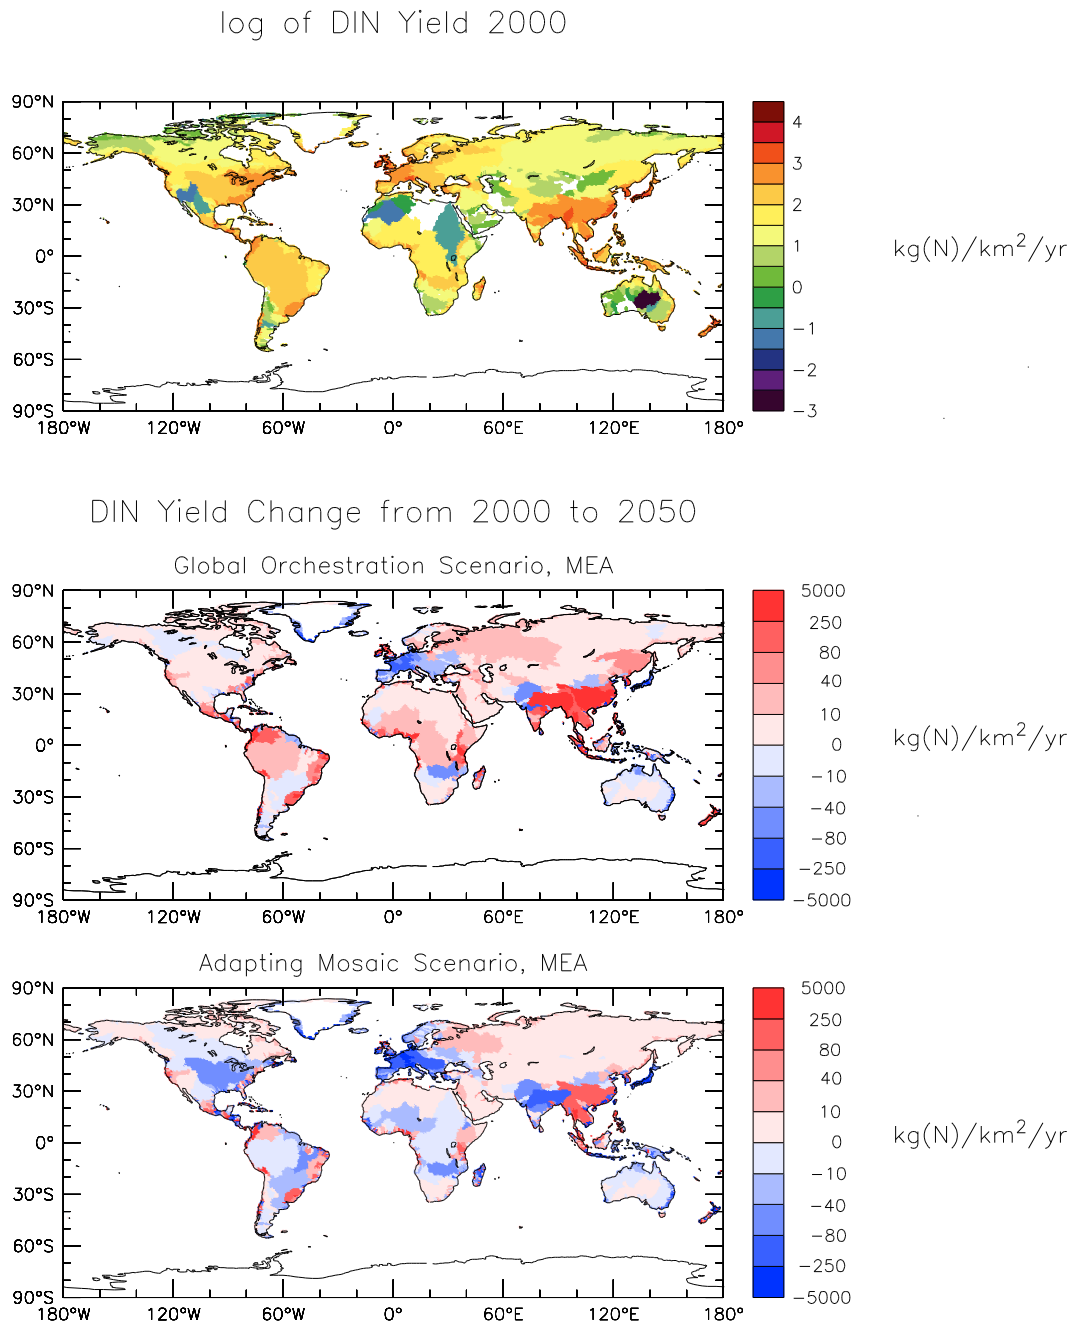 log of DIN Yield 2000
90°N
60°N
30°N
0°
30°S
60°S
90°S
180°W 120°W 60°W 0° 60°E 120°E 180°
4
3
2
1
0
−1
−2
−3
kg(N)/km²/yr
DIN Yield Change from 2000 to 2050
Global Orchestration Scenario, MEA
90°N
60°N
30°N
0°
30°S
60°S
90°S
180°W 120°W 60°W 0° 60°E 120°E 180°
5000
250
80
40
10
0
−10
−40
−80
−250
−5000
kg(N)/km²/yr
Adapting Mosaic Scenario, MEA
90°N
60°N
30°N
0°
30°S
60°S
90°S
180°W 120°W 60°W 0° 60°E 120°E 180°
5000
250
80
40
10
0
−10
−40
−80
−250
−5000
kg(N)/km²/yr